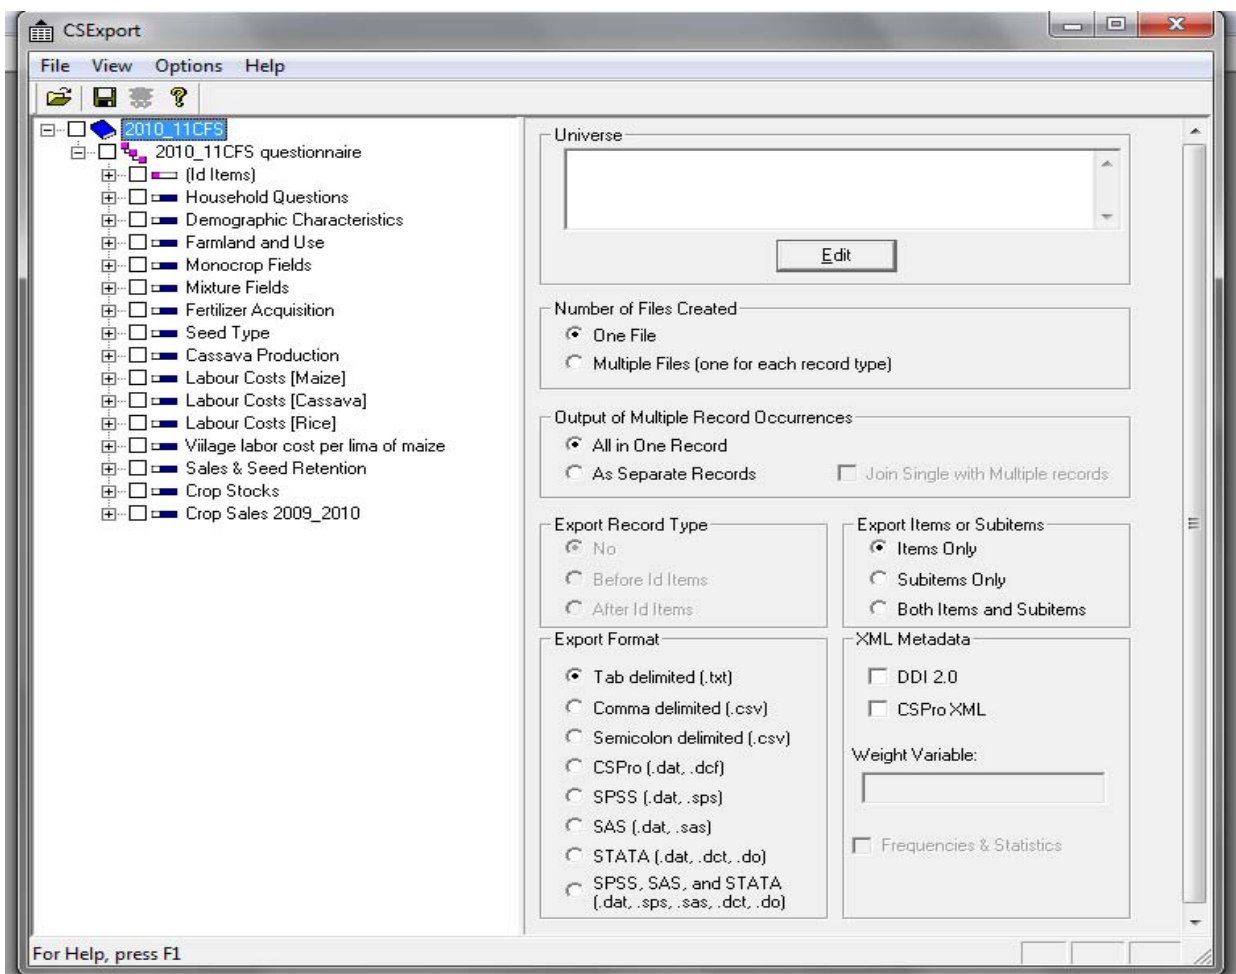 CSExport
File View Options Help
2010_11CFS
2010_11CFS questionnaire
(Id Items)
Household Questions
Demographic Characteristics
Farmland and Use
Monocrop Fields
Mixture Fields
Fertilizer Acquisition
Seed Type
Cassava Production
Labour Costs [Maize]
Labour Costs [Cassava]
Labour Costs [Rice]
Viilage labor cost per lima of maize
Sales & Seed Retention
Crop Stocks
Crop Sales 2009_2010
Universe
Edit
Number of Files Created
One File
Multiple Files (one for each record type)
Output of Multiple Record Occurrences
All in One Record
As Separate Records
Join Single with Multiple records
Export Record Type
No
Before Id Items
After Id Items
Export Items or Subitems
Items Only
Subitems Only
Both Items and Subitems
Export Format
Tab delimited (.txt)
Comma delimited (.csv)
Semicolon delimited (.csv)
CSPro (.dat, .dcf)
SPSS (.dat, .sps)
SAS (.dat, .sas)
STATA (.dat, .dct, .do)
SPSS, SAS, and STATA
(.dat, .sps, .sas, .dct, .do)
XML Metadata
DDI 2.0
CSPro XML
Weight Variable:
Frequencies & Statistics
For Help, press F1